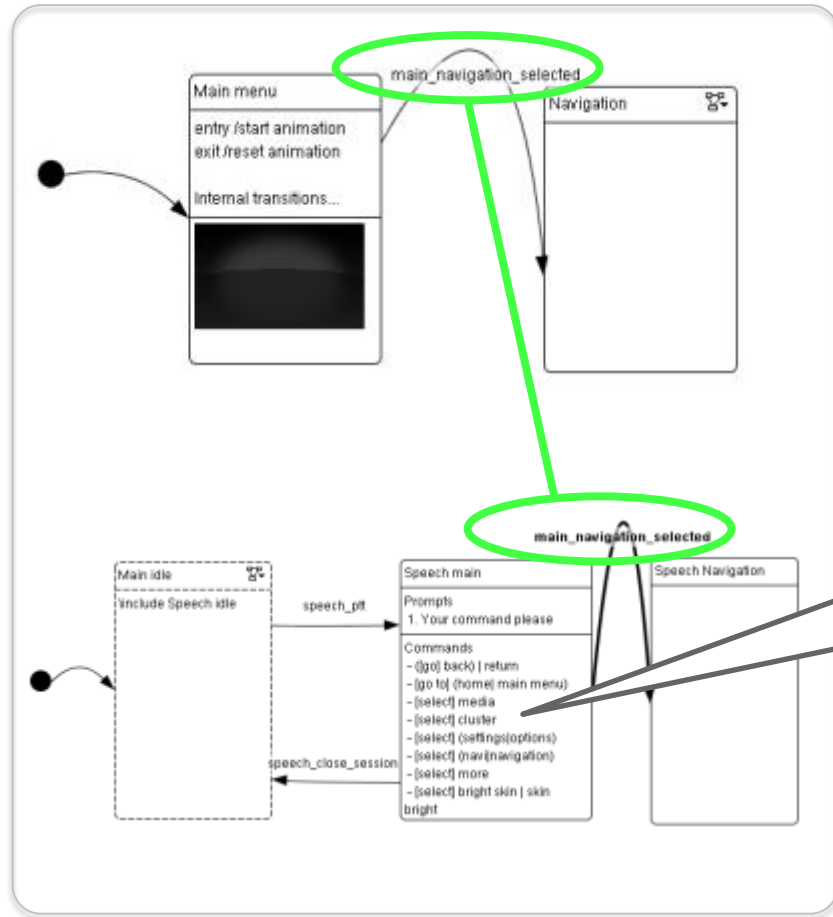 main_navigation_selected
Main menu
Navigation
entry /start animation
exit /reset animation
Internal transitions...
main_navigation_selected
Main idle
Speech main
Speech Navigation
\include Speech idle
speech_ptt
Prompts
1. Your command please
Commands
- ([go] back) | return
- [go to] (home| main menu)
- [select] media
- [select] cluster
- [select] (settings|options)
- [select] (navi|navigation)
- [select] more
- [select] bright skin | skin
bright
speech_close_session